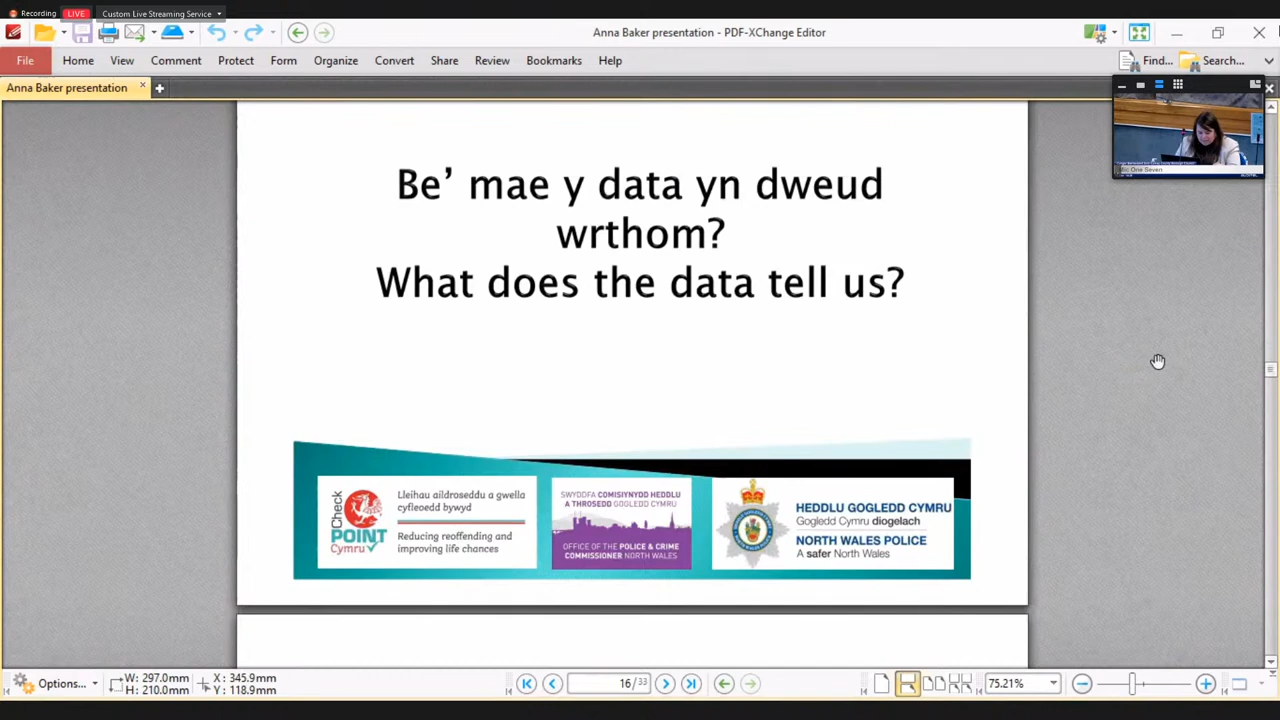 Recording
LIVE
Custom Live Streaming Service
Anna Baker presentation - PDF-XChange Editor
File Home View Comment Protect Form Organize Convert Share Review Bookmarks Help
Find... Search...
Anna Baker presentation
Mic One Seven
Be’ mae y data yn dweud
wrthom?
What does the data tell us?
Check
POINT
Cymru
Lleihau aildroseddu a gwella
cyfleoedd bywyd
Reducing reoffending and
improving life chances
SWYDDFA COMISIYNYDD HEDDLU
A THROSEDD GOGLEDD CYMRU
OFFICE OF THE POLICE & CRIME
COMMISSIONER NORTH WALES
HEDDLU GOGLEDD CYMRU
Gogledd Cymru diogelach
NORTH WALES POLICE
A safer North Wales
Options...
W: 297.0mm
H: 210.0mm
X: 345.9mm
Y: 118.9mm
16/33
75.21%